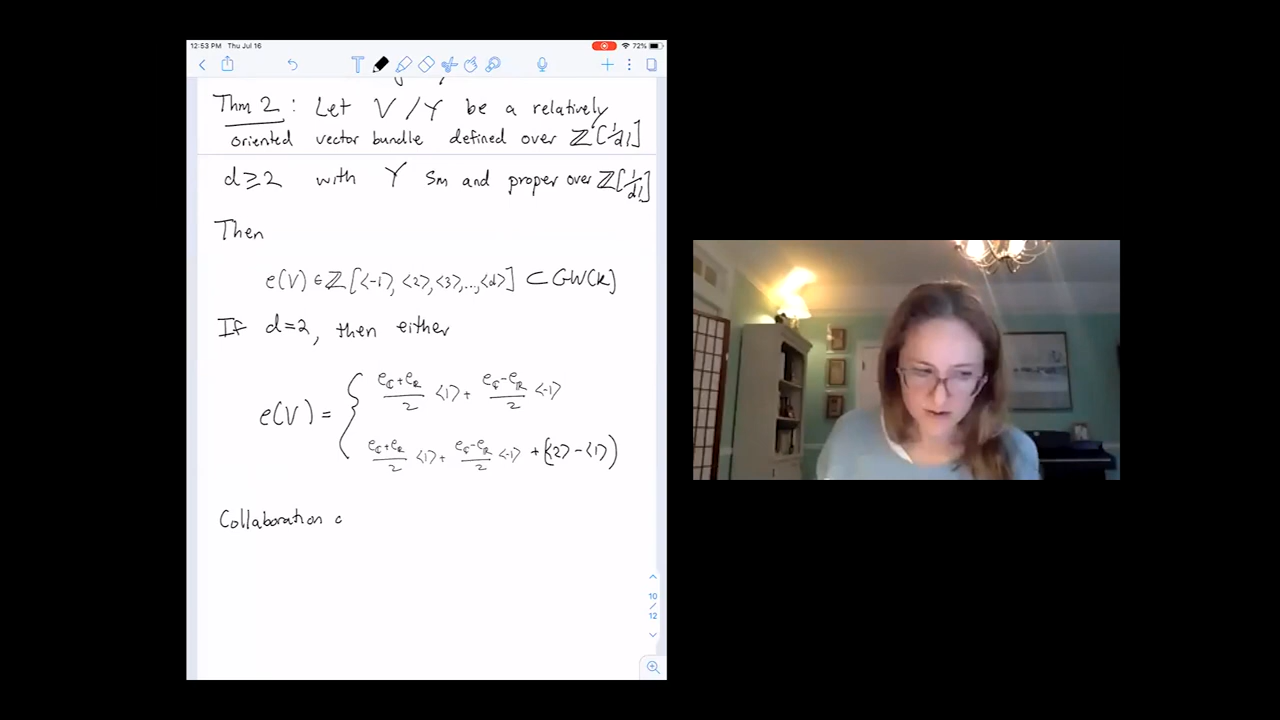 12:53 PM Thu Jul 16
72%
Thm 2 : Let V / Y be a relatively
oriented vector bundle defined over ℤ[1/d!]
d ≥ 2 with Y sm and proper over ℤ[1/d!]
Then
e(V) ∈ ℤ[⟨-1⟩, ⟨2⟩, ⟨3⟩, ..., ⟨d⟩] ⊂ GW(k)
If d=2, then either
e(V) = { (e_ℂ + e_ℝ)/2 ⟨1⟩ + (e_ℂ - e_ℝ)/2 ⟨-1⟩
(e_ℂ + e_ℝ)/2 ⟨1⟩ + (e_ℂ - e_ℝ)/2 ⟨-1⟩ + (⟨2⟩ - ⟨1⟩)
Collaboration o
10
/
12